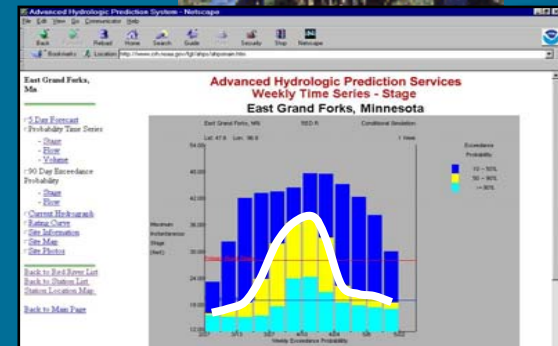 Advanced Hydrologic Prediction System - Netscape
File Edit View Go Communicator Help
Back Reload Home Search Guide Security Stop Netscape
Bookmarks Location
East Grand Forks,
Mn
5 Day Forecast
Probability Time Series
- Stage
- Flow
- Volume
90 Day Exceedance
Probability
- Stage
- Flow
Current Hydrograph
Rating Curve
Site Information
Site Map
Site Photos
Back to Red River List
Back to Station List
Station Location Map
Back to Main Page
Advanced Hydrologic Prediction Services
Weekly Time Series - Stage
East Grand Forks, Minnesota
East Grand Forks, MN RED R Conditional Simulation
Exceedance
Probability
10 - 50%
50 - 90%
>= 90%
54.00
Maximum
Instantaneous
Stage
(feet)
12.00
Weekly Exceedance Probability